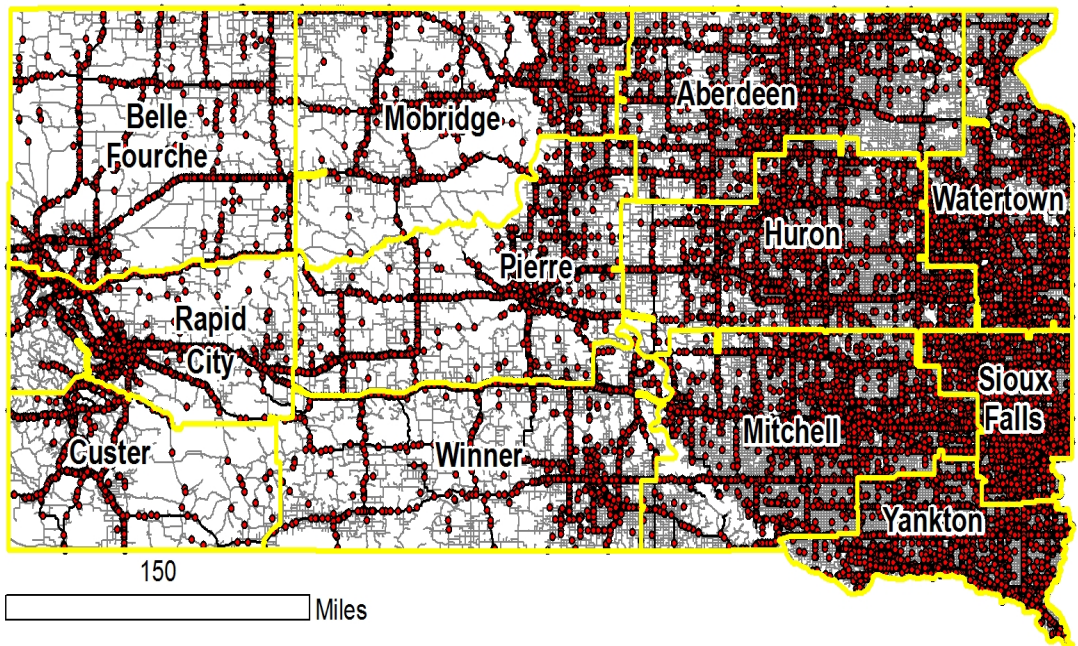 Belle
Fourche
Mobridge
Aberdeen
Watertown
Huron
Pierre
Rapid
City
Sioux
Falls
Mitchell
Custer
Winner
Yankton
150
Miles